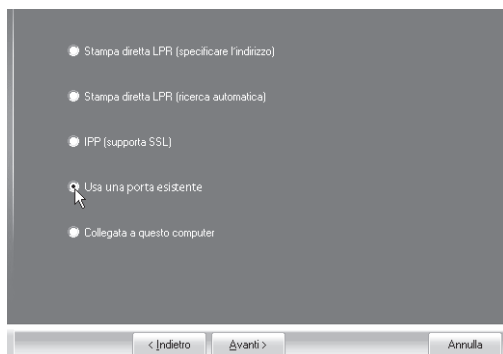 Stampa diretta LPR (specificare l'indirizzo)
Stampa diretta LPR (ricerca automatica)
IPP (supporta SSL)
Usa una porta esistente
Collegata a questo computer
< Indietro
Avanti >
Annulla